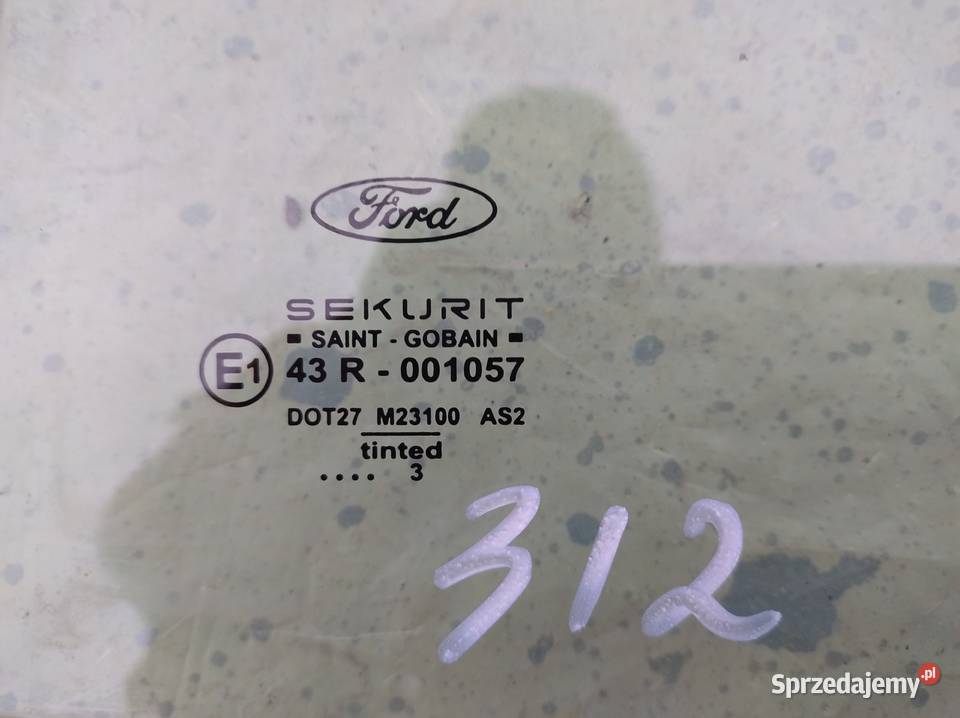 Ford
SEKURIT
SAINT - GOBAIN
E1 43 R - 001057
DOT27 M23100 AS2
tinted
.... 3
312
Sprzedajemy.pl